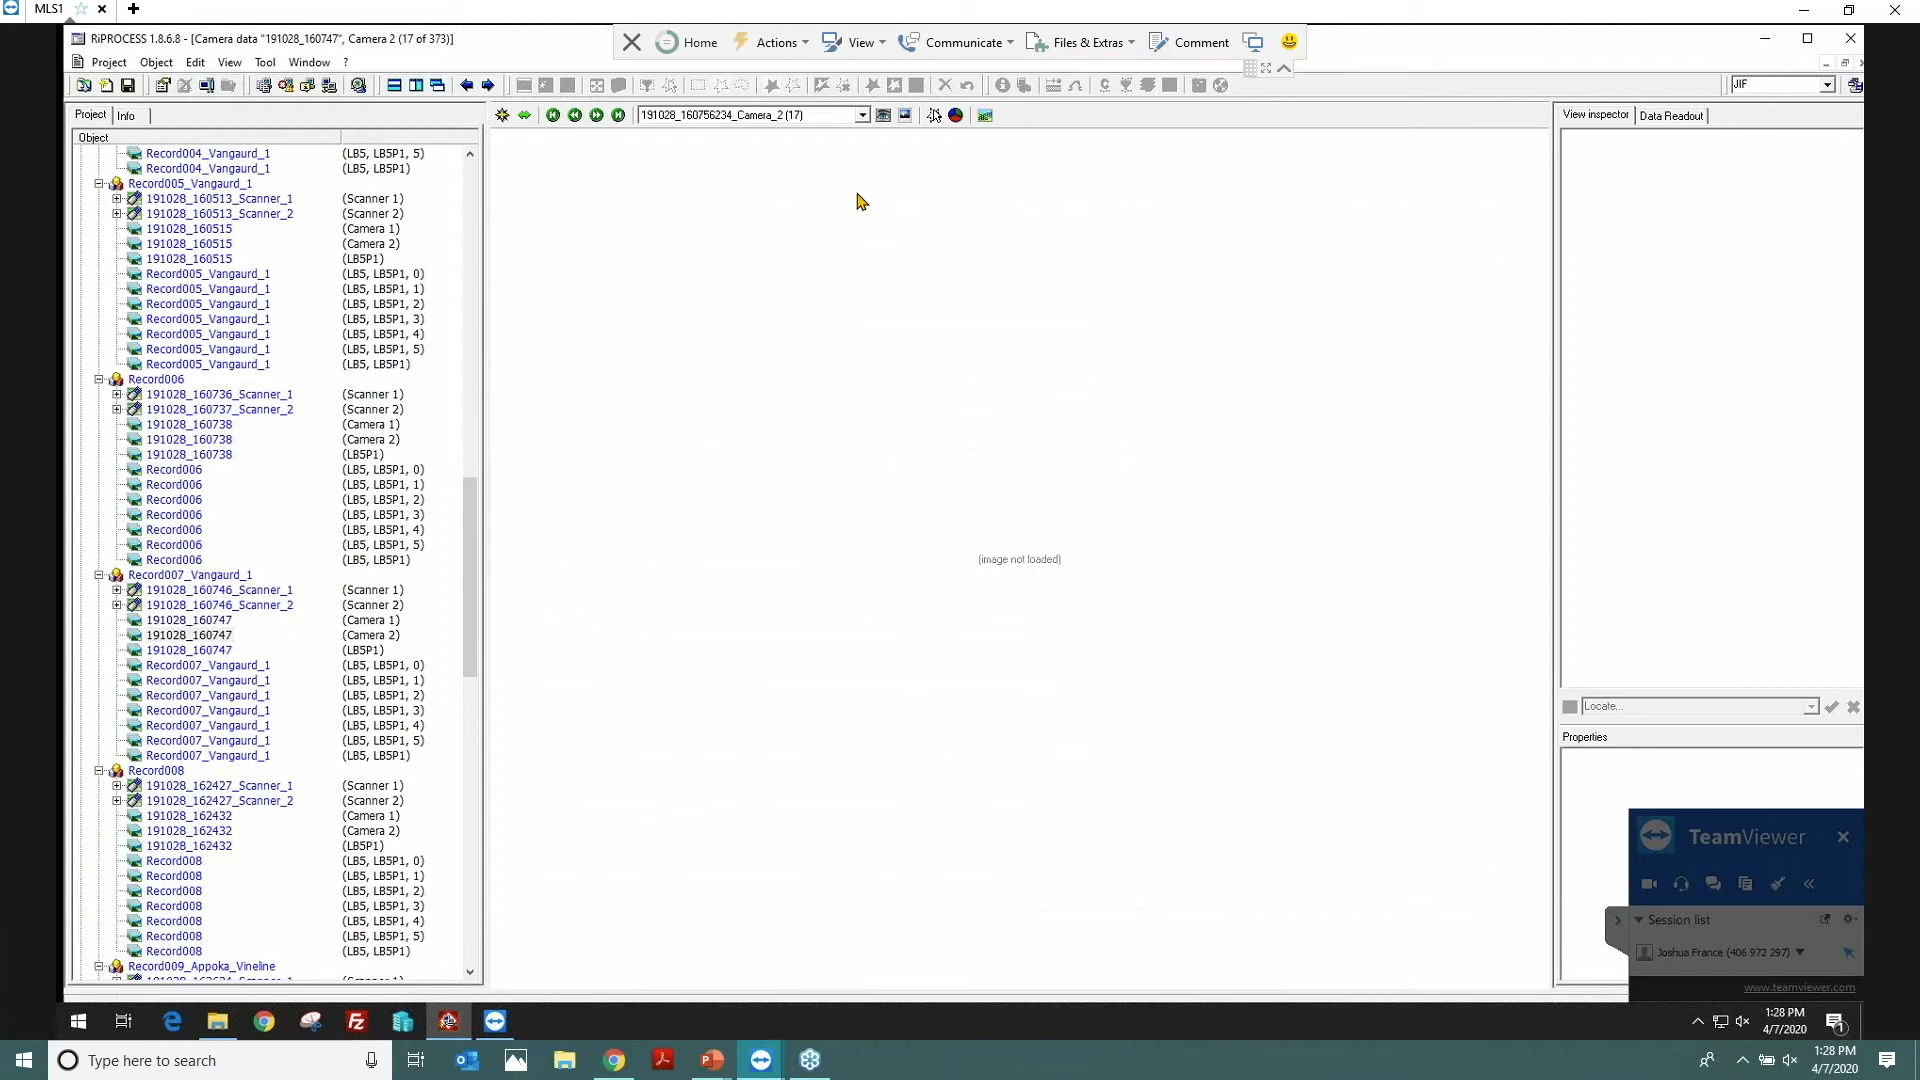 MLS1
RiPROCESS 1.8.6.8 - [Camera data "191028_160747", Camera 2 (17 of 373)]
Home Actions View Communicate Files & Extras Comment
Project Object Edit View Tool Window ?
JIF
Project Info
191028_160756234_Camera_2 (17)
View inspector Data Readout
Object
Record004_Vangaurd_1 (LB5, LB5P1, 5)
Record004_Vangaurd_1 (LB5, LB5P1)
Record005_Vangaurd_1
191028_160513_Scanner_1 (Scanner 1)
191028_160513_Scanner_2 (Scanner 2)
191028_160515 (Camera 1)
191028_160515 (Camera 2)
191028_160515 (LB5P1)
Record005_Vangaurd_1 (LB5, LB5P1, 0)
Record005_Vangaurd_1 (LB5, LB5P1, 1)
Record005_Vangaurd_1 (LB5, LB5P1, 2)
Record005_Vangaurd_1 (LB5, LB5P1, 3)
Record005_Vangaurd_1 (LB5, LB5P1, 4)
Record005_Vangaurd_1 (LB5, LB5P1, 5)
Record005_Vangaurd_1 (LB5, LB5P1)
Record006
191028_160736_Scanner_1 (Scanner 1)
191028_160737_Scanner_2 (Scanner 2)
191028_160738 (Camera 1)
191028_160738 (Camera 2)
191028_160738 (LB5P1)
Record006 (LB5, LB5P1, 0)
Record006 (LB5, LB5P1, 1)
Record006 (LB5, LB5P1, 2)
Record006 (LB5, LB5P1, 3)
Record006 (LB5, LB5P1, 4)
Record006 (LB5, LB5P1, 5)
Record006 (LB5, LB5P1)
Record007_Vangaurd_1
191028_160746_Scanner_1 (Scanner 1)
191028_160746_Scanner_2 (Scanner 2)
191028_160747 (Camera 1)
191028_160747 (Camera 2)
191028_160747 (LB5P1)
Record007_Vangaurd_1 (LB5, LB5P1, 0)
Record007_Vangaurd_1 (LB5, LB5P1, 1)
Record007_Vangaurd_1 (LB5, LB5P1, 2)
Record007_Vangaurd_1 (LB5, LB5P1, 3)
Record007_Vangaurd_1 (LB5, LB5P1, 4)
Record007_Vangaurd_1 (LB5, LB5P1, 5)
Record007_Vangaurd_1 (LB5, LB5P1)
Record008
191028_162427_Scanner_1 (Scanner 1)
191028_162427_Scanner_2 (Scanner 2)
191028_162432 (Camera 1)
191028_162432 (Camera 2)
191028_162432 (LB5P1)
Record008 (LB5, LB5P1, 0)
Record008 (LB5, LB5P1, 1)
Record008 (LB5, LB5P1, 2)
Record008 (LB5, LB5P1, 3)
Record008 (LB5, LB5P1, 4)
Record008 (LB5, LB5P1, 5)
Record008 (LB5, LB5P1)
Record009_Appoka_Vineline
(image not loaded)
Locate...
Properties
TeamViewer
Session list
Joshua France (406 972 297)
www.teamviewer.com
1:28 PM
4/7/2020
Type here to search
1:28 PM
4/7/2020